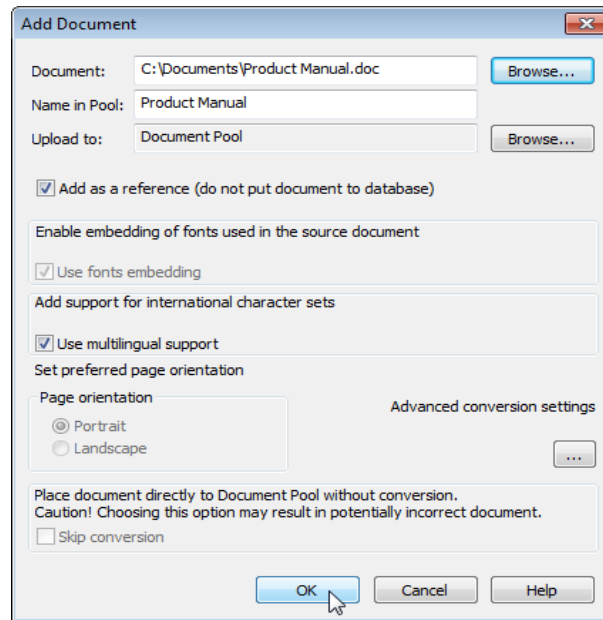 Add Document
Document: C:\Documents\Product Manual.doc Browse...
Name in Pool: Product Manual
Upload to: Document Pool Browse...
Add as a reference (do not put document to database)
Enable embedding of fonts used in the source document
Use fonts embedding
Add support for international character sets
Use multilingual support
Set preferred page orientation
Page orientation
Portrait
Landscape
Advanced conversion settings
...
Place document directly to Document Pool without conversion.
Caution! Choosing this option may result in potentially incorrect document.
Skip conversion
OK Cancel Help